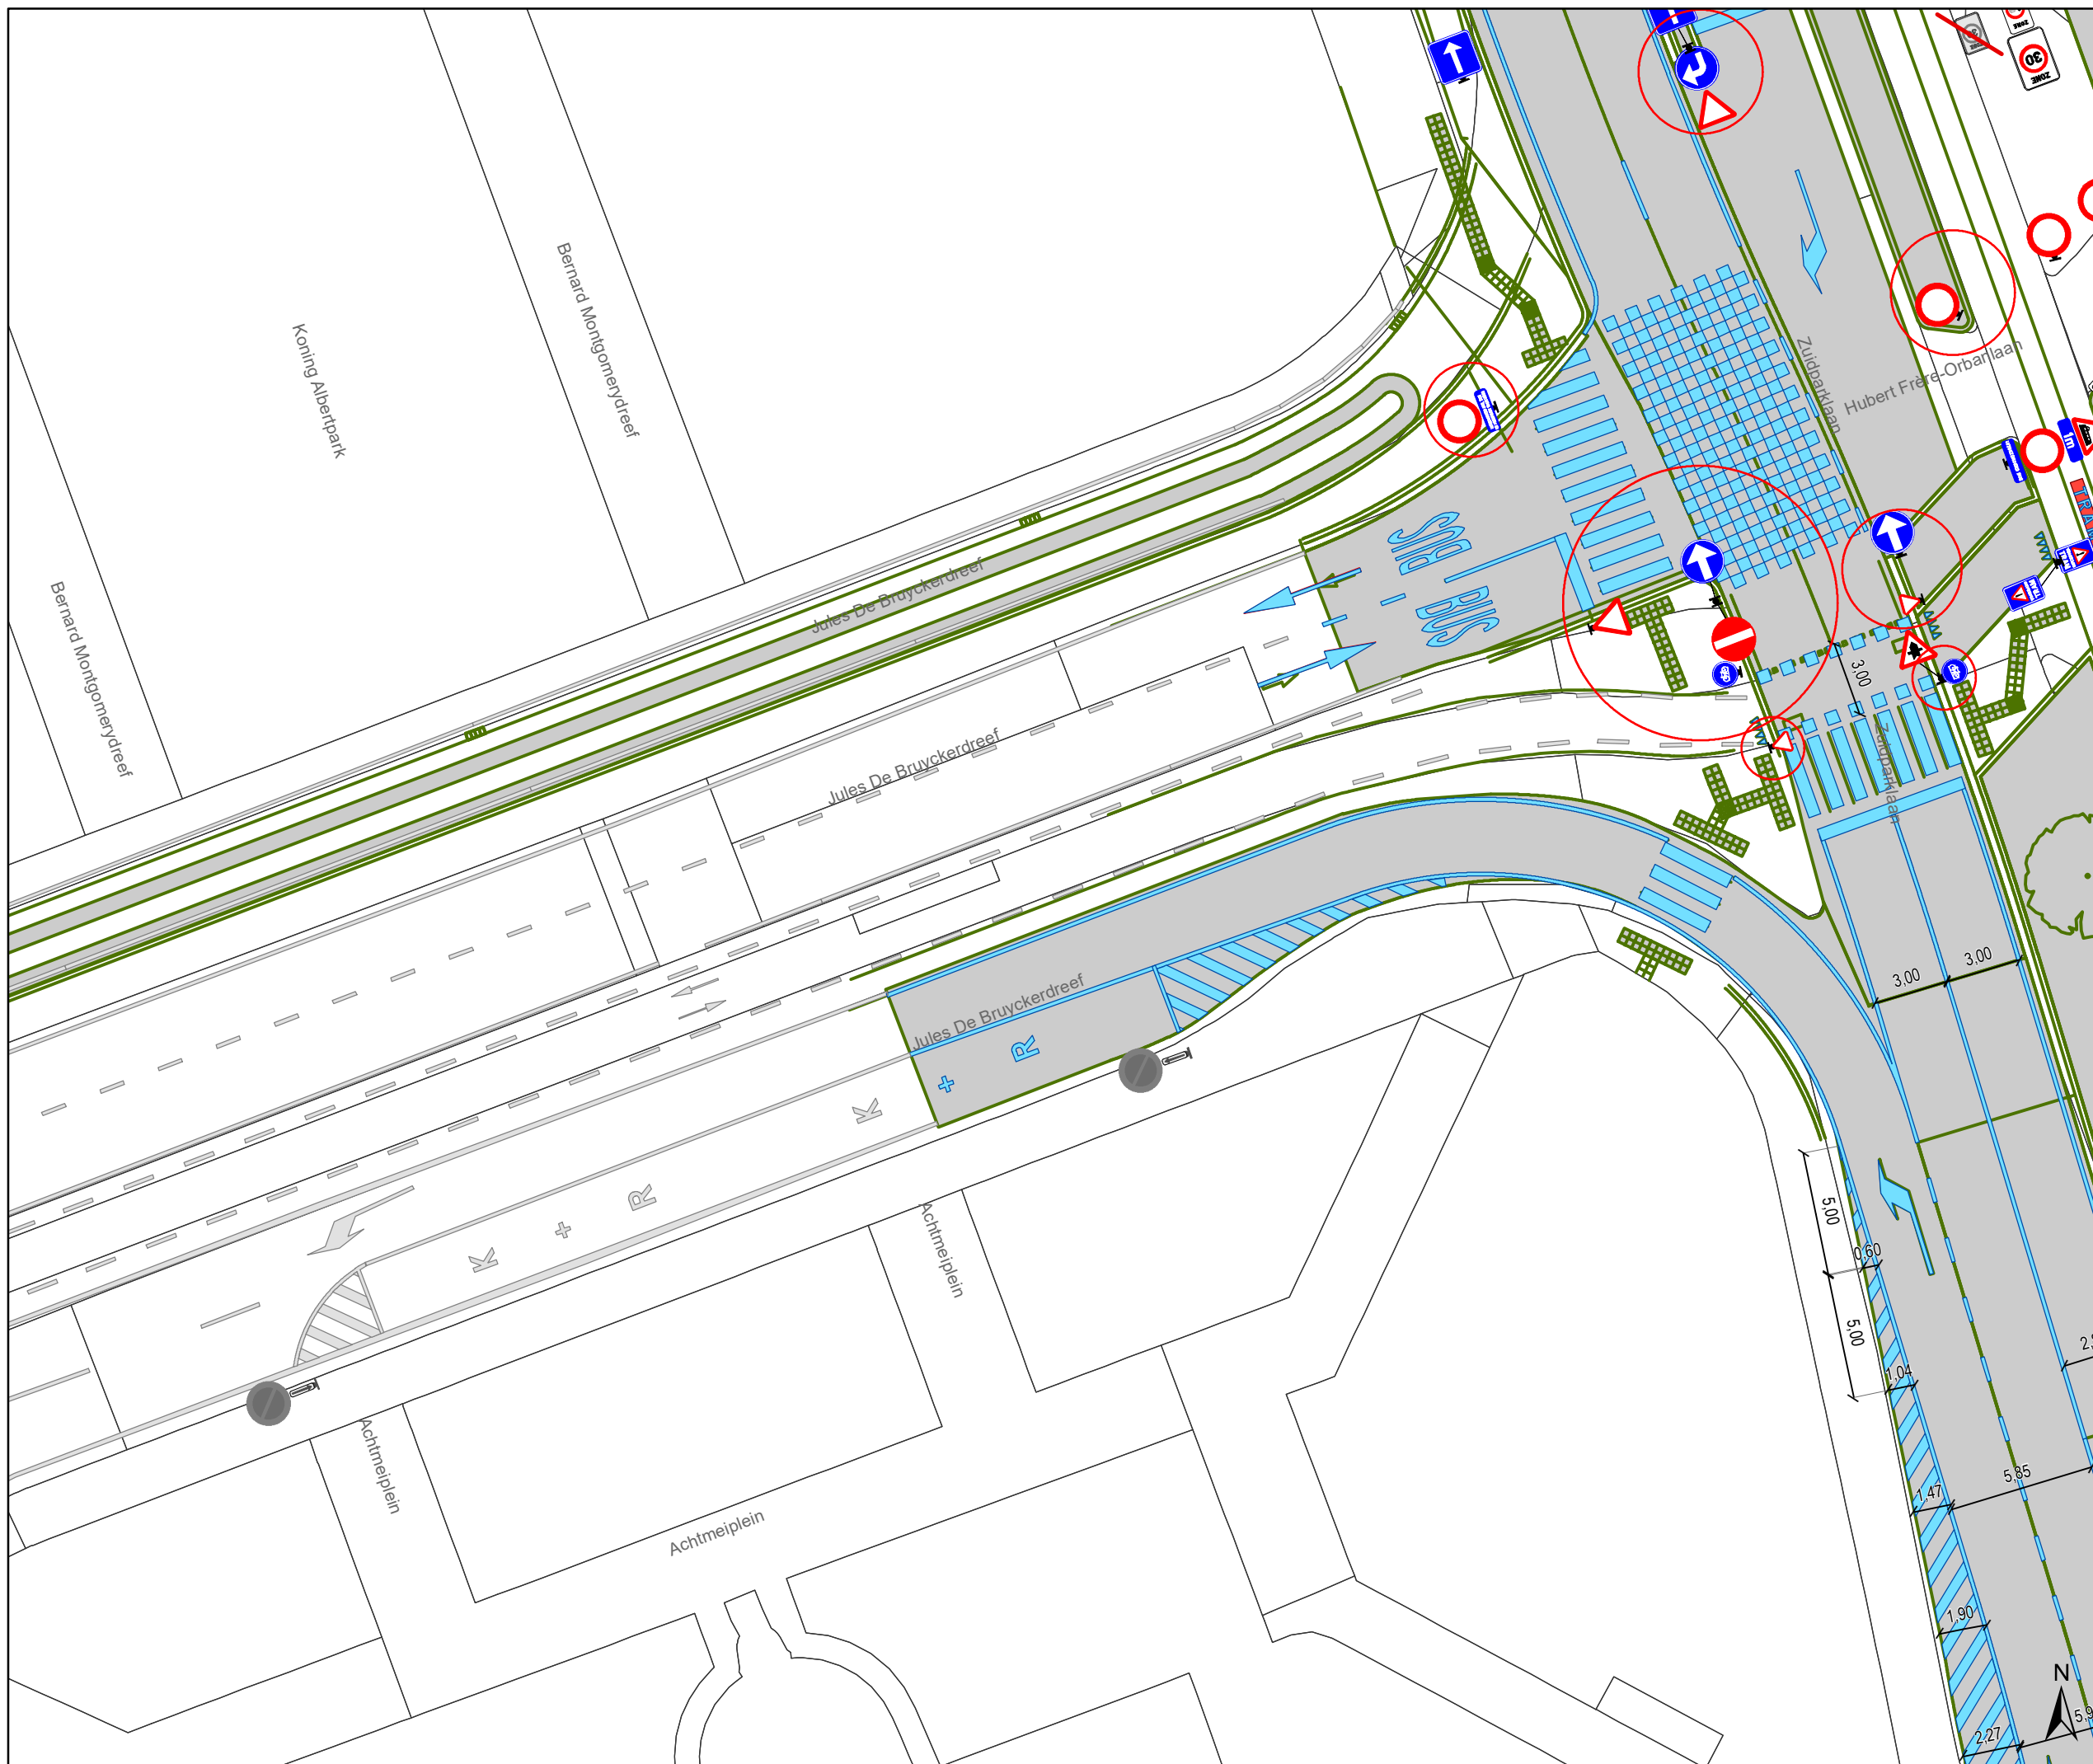 ZONE
30
ZONE
Koning Albertpark
Bernard Montgomerydreef
Bernard Montgomerydreef
Zuidparklaan
Hubert Frère-Orbanlaan
BUS
BUS
Jules De Bruyckerdreef
Jules De Bruyckerdreef
3,00
Zuidparklaan
Jules De Bruyckerdreef
3,00
3,00
R
+
K
R
+
K
5,00
0,60
5,00
1,04
5,85
1,47
1,90
2,27
Achtmeiplein
Achtmeiplein
Achtmeiplein
N